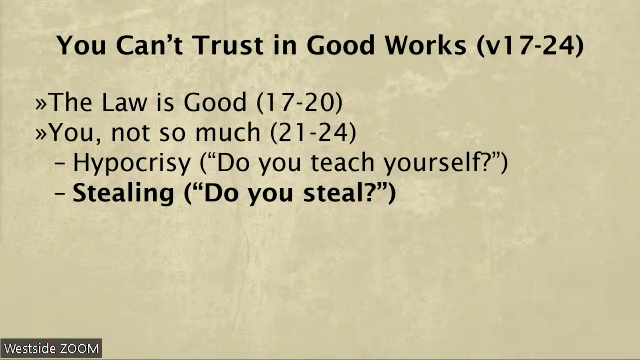 You Can’t Trust in Good Works (v17-24)
»The Law is Good (17-20)
»You, not so much (21-24)
– Hypocrisy (“Do you teach yourself?”)
– Stealing (“Do you steal?”)
Westside ZOOM